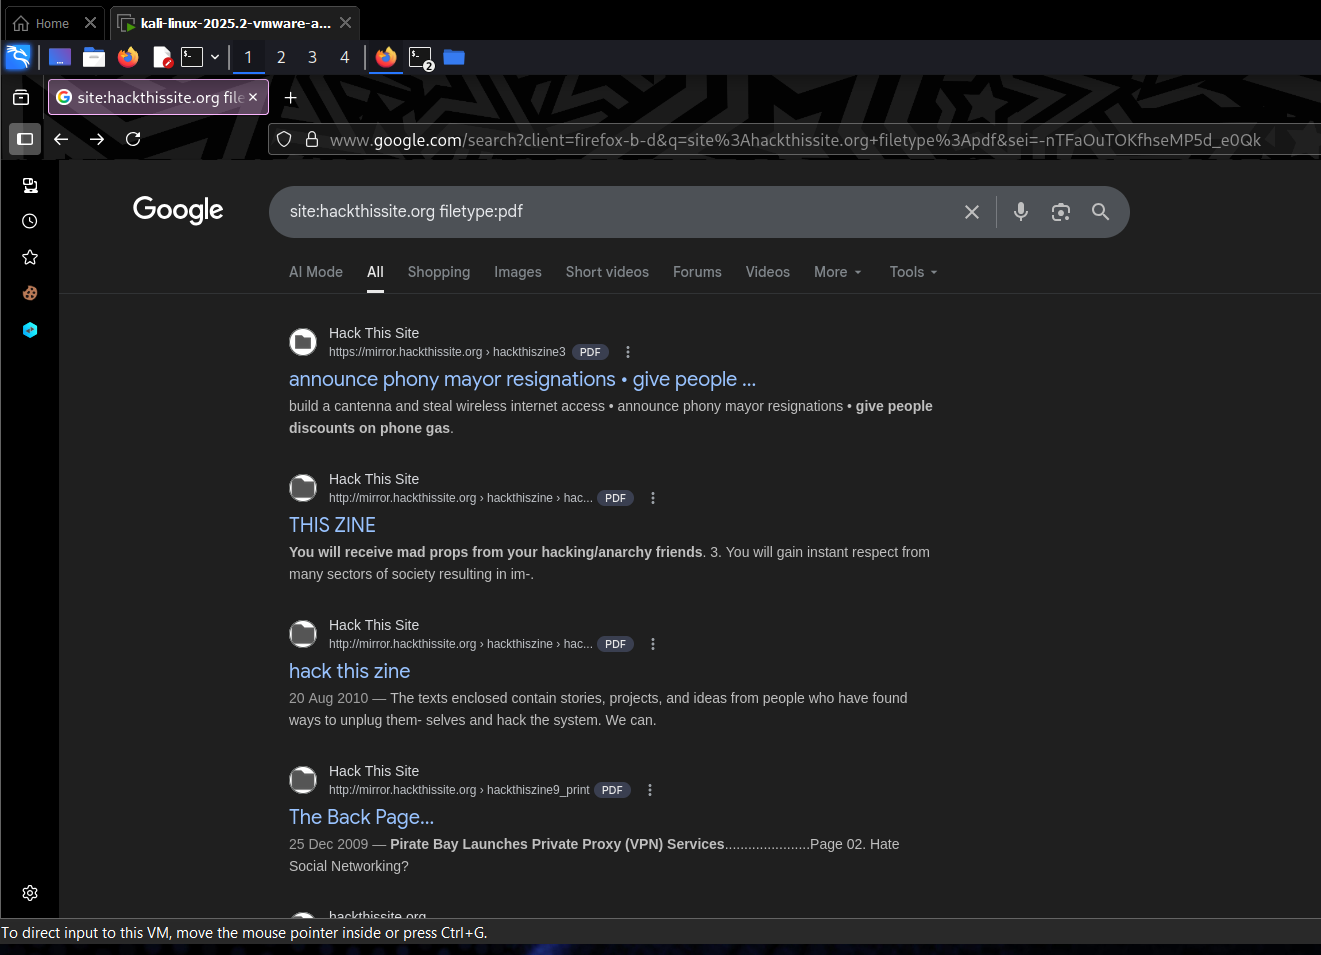 Home
kali-linux-2025.2-vmware-a...
1 2 3 4
2
site:hackthissite.org file
www.google.com/search?client=firefox-b-d&q=site%3Ahackthissite.org+filetype%3Apdf&sei=-nTFaOuTOKfhseMP5d_e0Qk
Google
site:hackthissite.org filetype:pdf
AI Mode All Shopping Images Short videos Forums Videos More Tools
Hack This Site
https://mirror.hackthissite.org › hackthiszine3 PDF
announce phony mayor resignations • give people ...
build a cantenna and steal wireless internet access • announce phony mayor resignations • give people
discounts on phone gas.
Hack This Site
http://mirror.hackthissite.org › hackthiszine › hac... PDF
THIS ZINE
You will receive mad props from your hacking/anarchy friends. 3. You will gain instant respect from
many sectors of society resulting in im-.
Hack This Site
http://mirror.hackthissite.org › hackthiszine › hac... PDF
hack this zine
20 Aug 2010 — The texts enclosed contain stories, projects, and ideas from people who have found
ways to unplug them- selves and hack the system. We can.
Hack This Site
http://mirror.hackthissite.org › hackthiszine9_print PDF
The Back Page...
25 Dec 2009 — Pirate Bay Launches Private Proxy (VPN) Services......................Page 02. Hate
Social Networking?
hackthissite.org
To direct input to this VM, move the mouse pointer inside or press Ctrl+G.